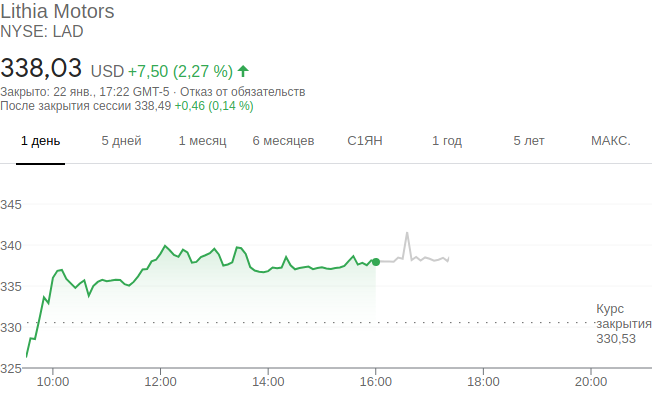 Lithia Motors
NYSE: LAD
338,03 USD +7,50 (2,27 %)
Закрыто: 22 янв., 17:22 GMT-5 · Отказ от обязательств
После закрытия сессии 338,49 +0,46 (0,14 %)
1 день 5 дней 1 месяц 6 месяцев С1ЯН 1 год 5 лет МАКС.
345
340
335
330
325
Курс
закрытия
330,53
10:00 12:00 14:00 16:00 18:00 20:00